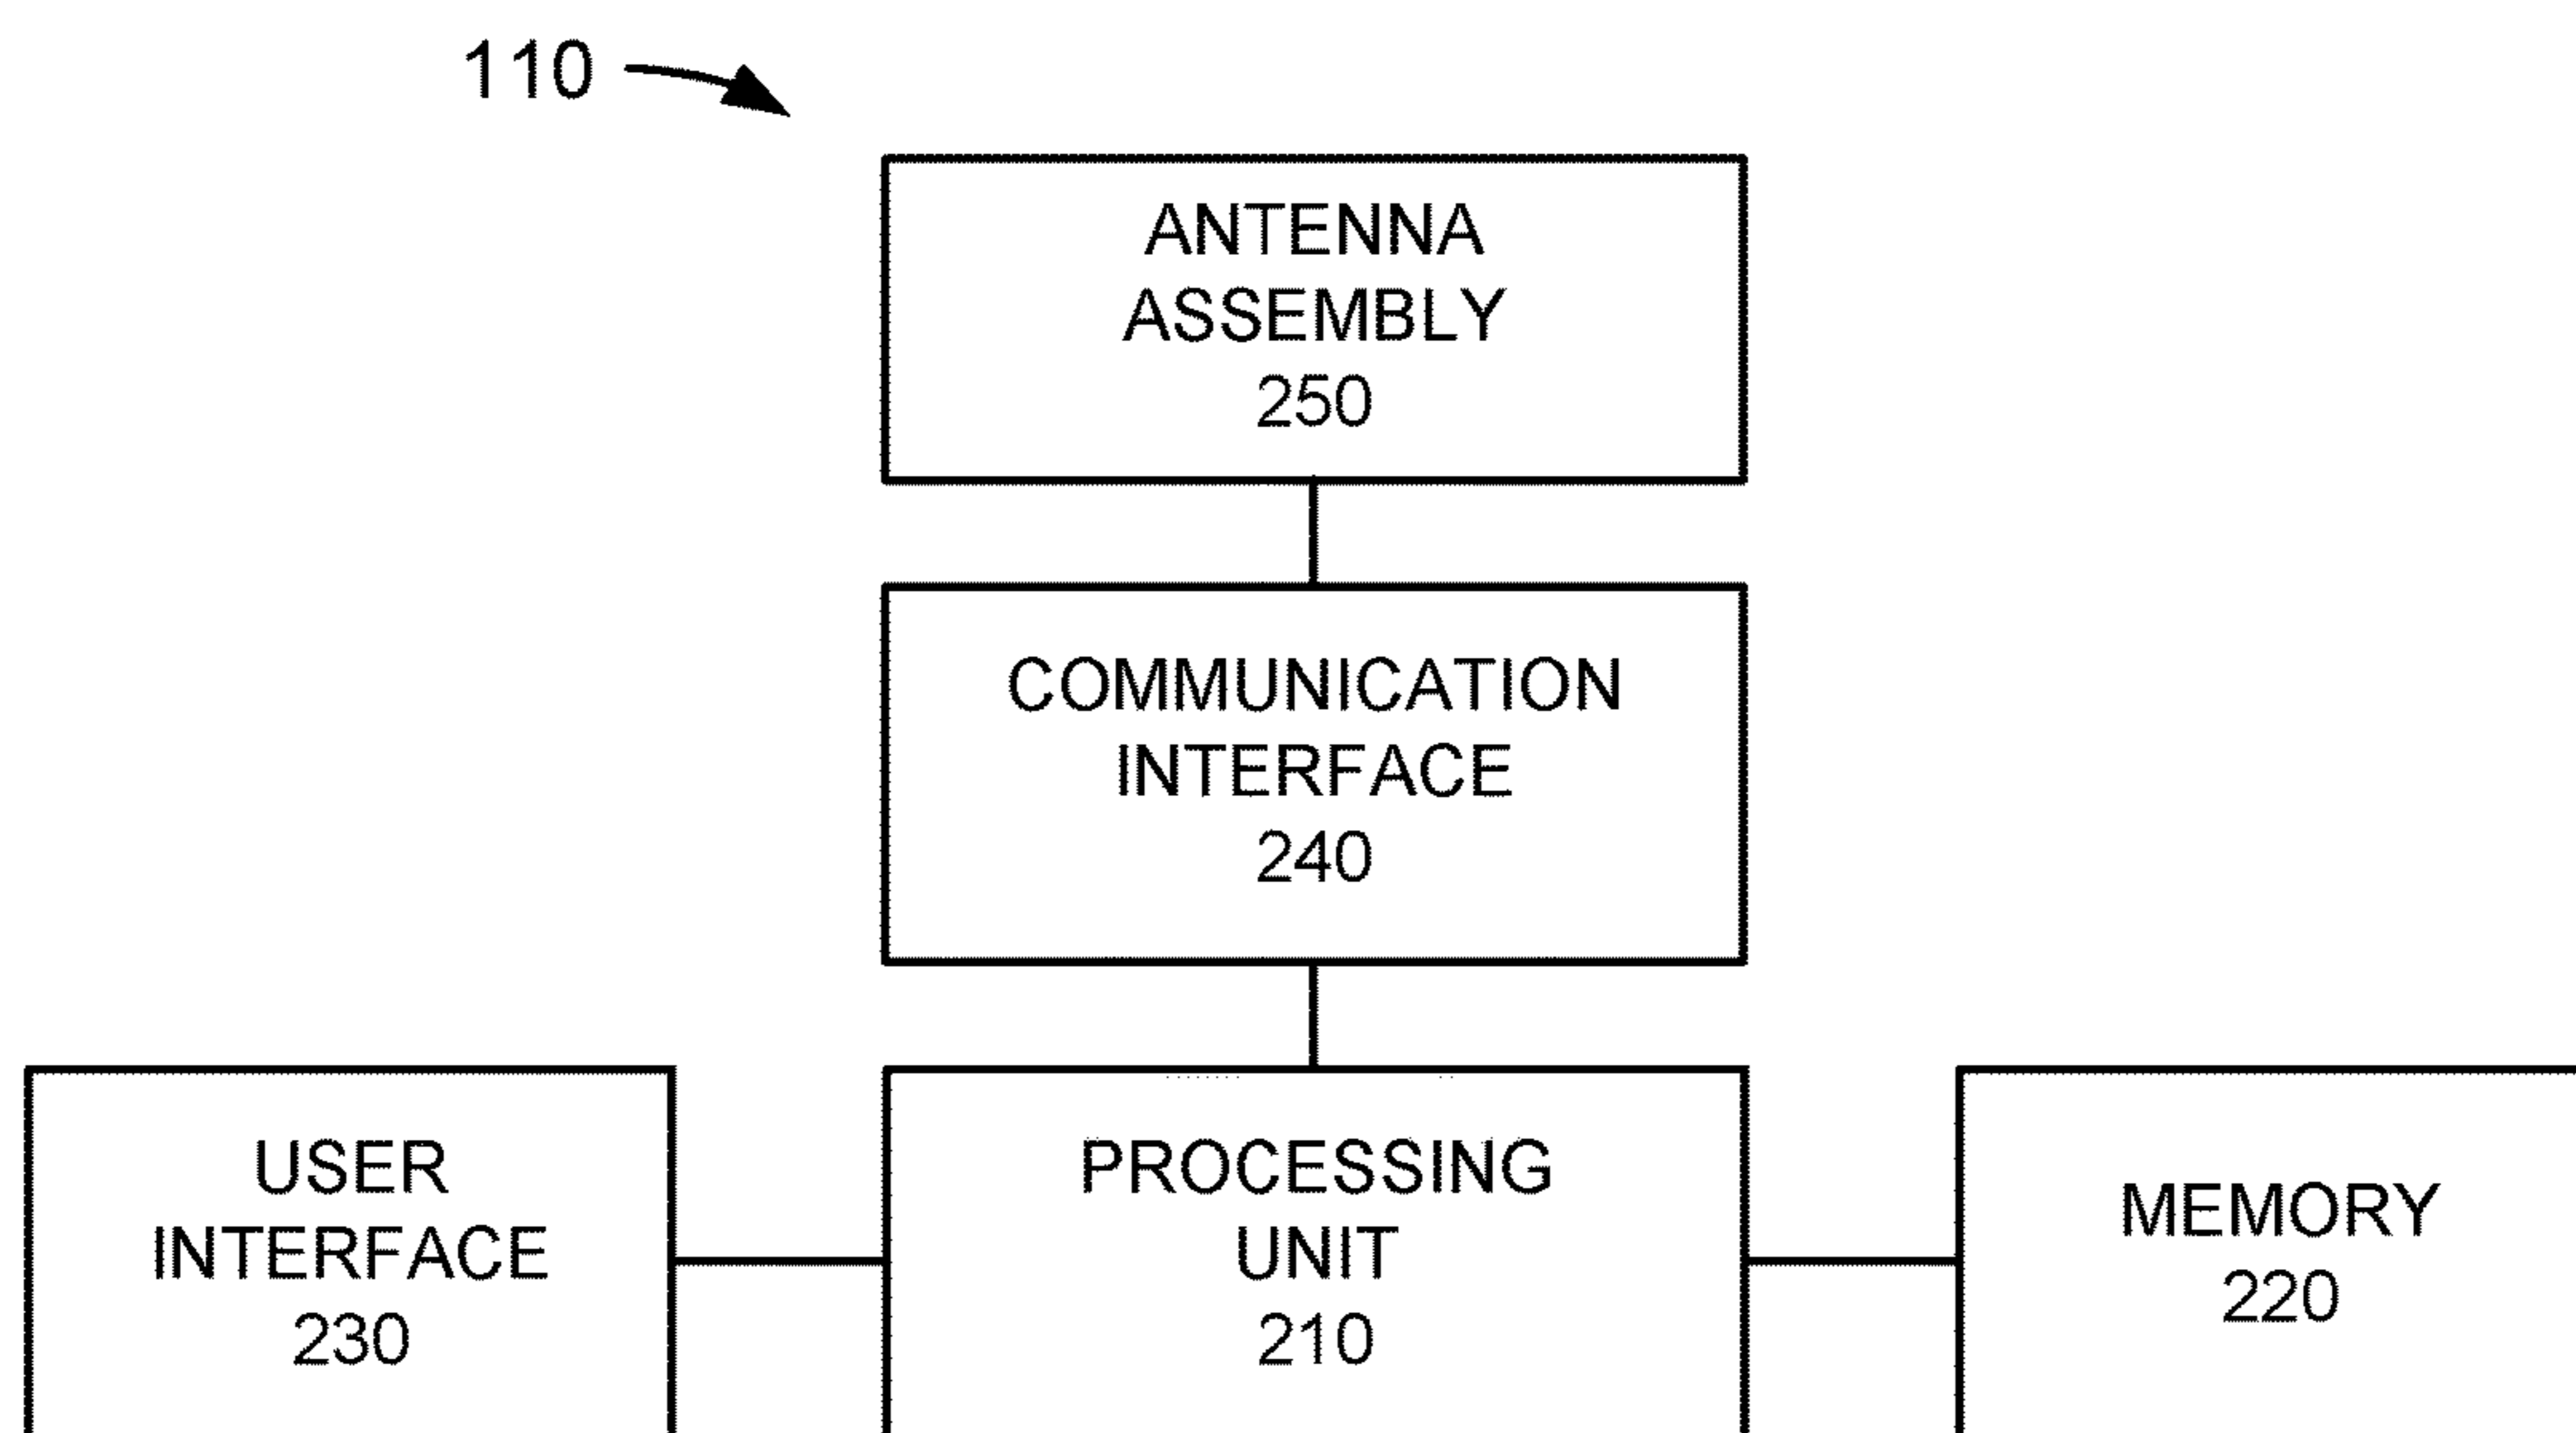 110
ANTENNA
ASSEMBLY
250
COMMUNICATION
INTERFACE
240
USER
INTERFACE
230
PROCESSING
UNIT
210
MEMORY
220